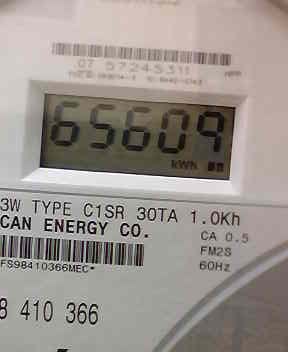 07 57245311
65609
kWh
3W TYPE C1SR 30TA 1.0Kh
CAN ENERGY CO.
CA 0.5
FM2S
60Hz
FS98410366MEC*
8 410 366